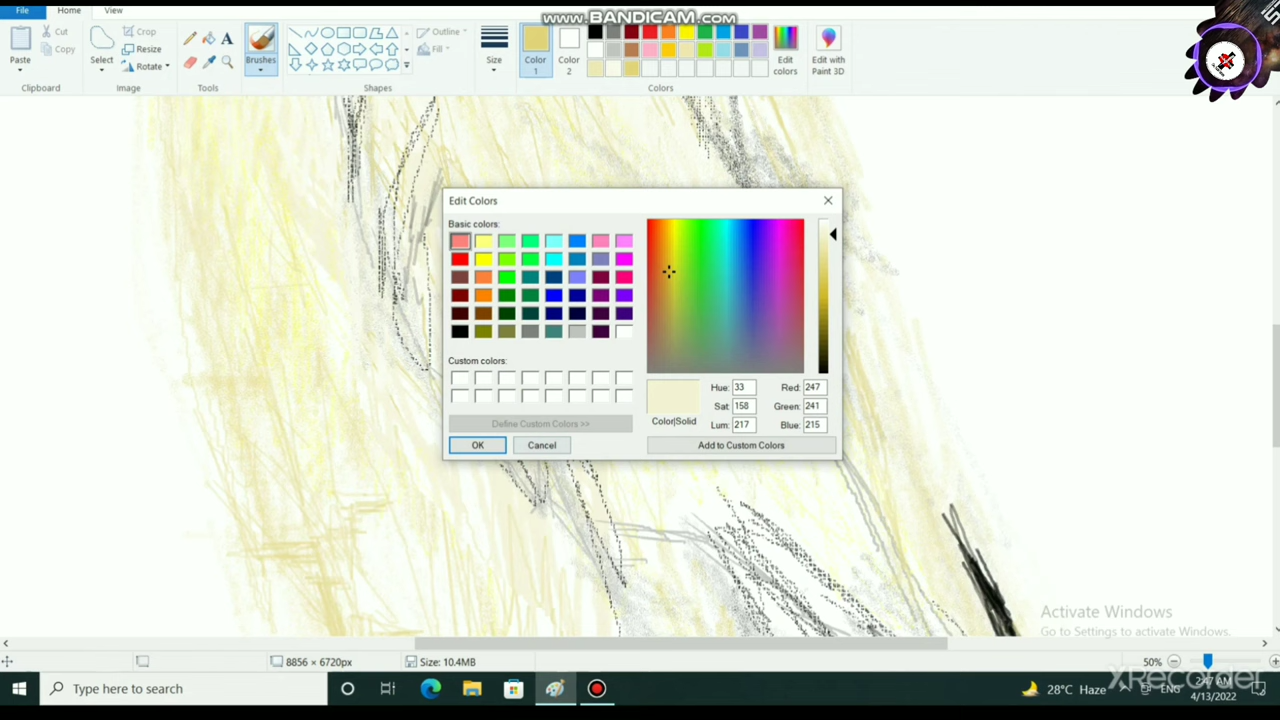 www.BANDICAM.com
File
Home
View
Paste
Cut
Copy
Clipboard
Select
Crop
Resize
Rotate
Image
A
Tools
Brushes
Shapes
Outline
Fill
Size
Color
1
Color
2
Edit
colors
Colors
Edit with
Paint 3D
Edit Colors
Basic colors:
Custom colors:
Define Custom Colors >>
OK
Cancel
Color|Solid
Hue: 33
Sat: 158
Lum: 217
Red: 247
Green: 241
Blue: 215
Add to Custom Colors
Activate Windows
Go to Settings to activate Windows.
8856 × 6720px
Size: 10.4MB
50%
XRecorder
Type here to search
28°C Haze
ENG
2:47 AM
4/13/2022